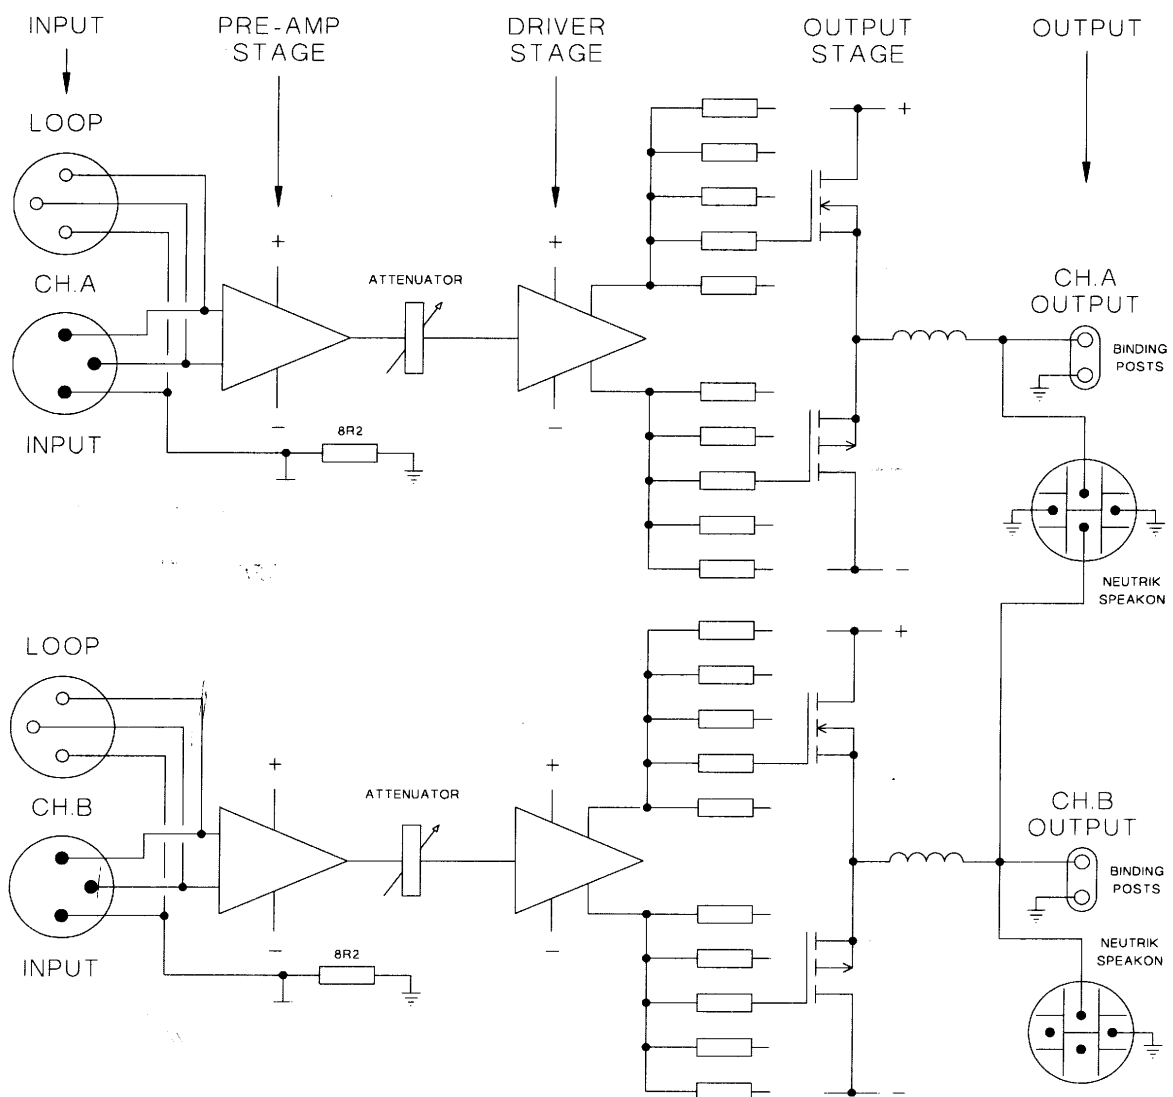 INPUT
PRE-AMP
STAGE
DRIVER
STAGE
OUTPUT
STAGE
OUTPUT
LOOP
CH.A
INPUT
+
−
ATTENUATOR
8R2
+
−
+
−
CH.A
OUTPUT
BINDING
POSTS
NEUTRIK
SPEAKON
LOOP
CH.B
INPUT
+
−
ATTENUATOR
8R2
+
−
+
−
CH.B
OUTPUT
BINDING
POSTS
NEUTRIK
SPEAKON